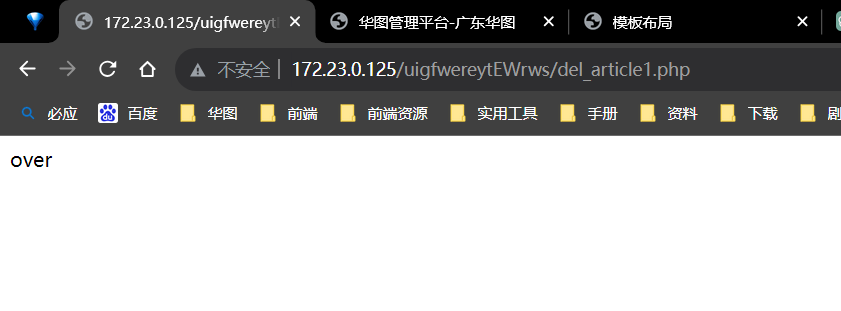 172.23.0.125/uigfwereyt 华图管理平台-广东华图 模板布局
不安全 172.23.0.125/uigfwereytEWrws/del_article1.php
必应 du 百度 华图 前端 前端资源 实用工具 手册 资料 下载 剧
over